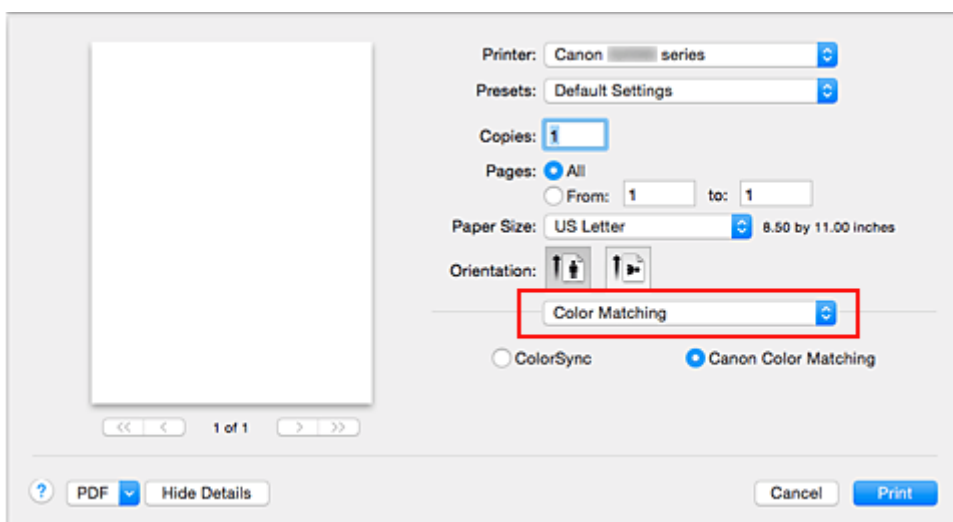 Printer: Canon series
Presets: Default Settings
Copies: 1
Pages: All
From: 1 to: 1
Paper Size: US Letter 8.50 by 11.00 inches
Orientation:
Color Matching
ColorSync Canon Color Matching
<< < 1 of 1 > >>
? PDF Hide Details Cancel Print